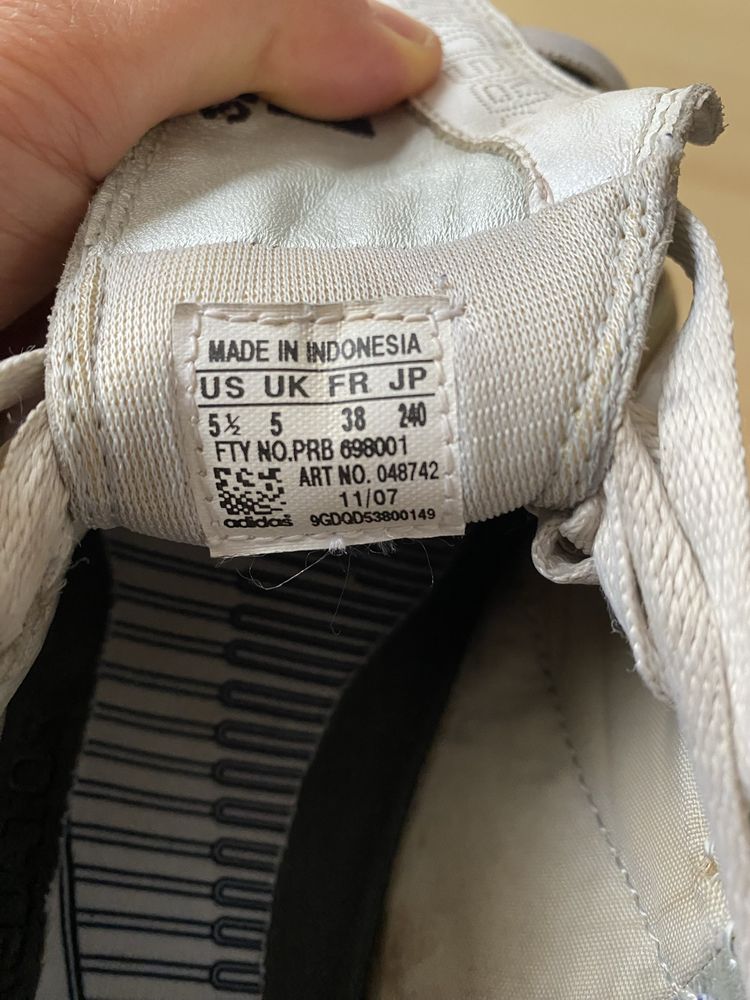 MADE IN INDONESIA
US UK FR JP
5½ 5 38 240
FTY NO.PRB 698001
ART NO. 048742
11/07
adidas 9GDQD53800149